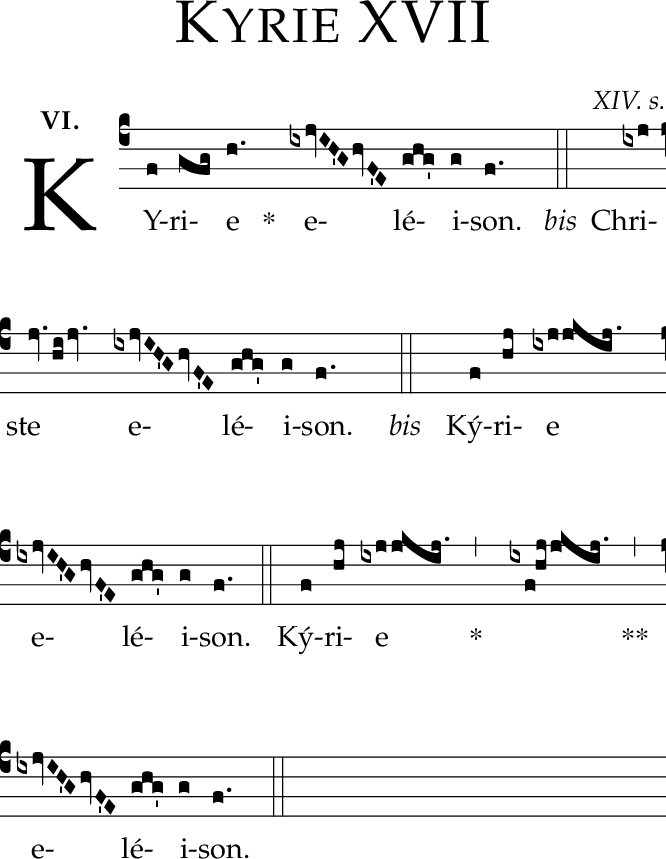 KYRIE XVII
XIV. s.
VI.
KY-ri- e * e- lé- i-son. bis Chri-
ste e- lé- i-son. bis Ký-ri- e
e- lé- i-son. Ký-ri- e * **
e- lé- i-son.